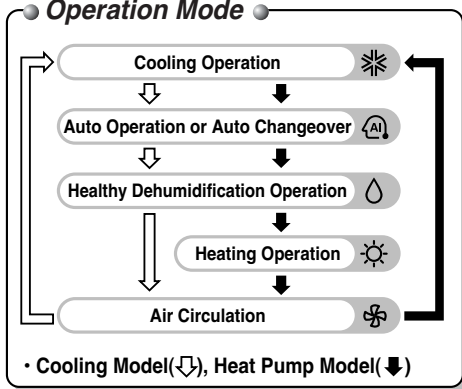 Operation Mode
Cooling Operation
Auto Operation or Auto Changeover
AI
Healthy Dehumidification Operation
Heating Operation
Air Circulation
• Cooling Model(⇩), Heat Pump Model(⬇)